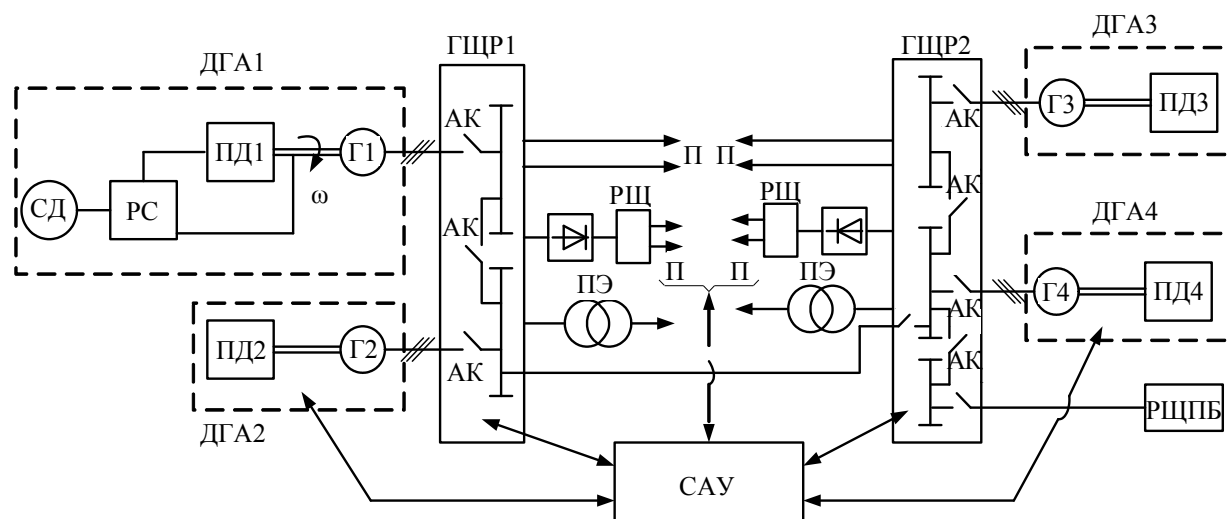 ДГА1
ГЩР1
ГЩР2
ДГА3
АК
ПД1
Г1
ω
СД
РС
П
П
АК
Г3
ПД3
АК
РЩ
РЩ
АК
ДГА4
П
П
ПЭ
ПЭ
Г4
ПД4
АК
ПД2
Г2
АК
АК
ДГА2
РЩПБ
САУ